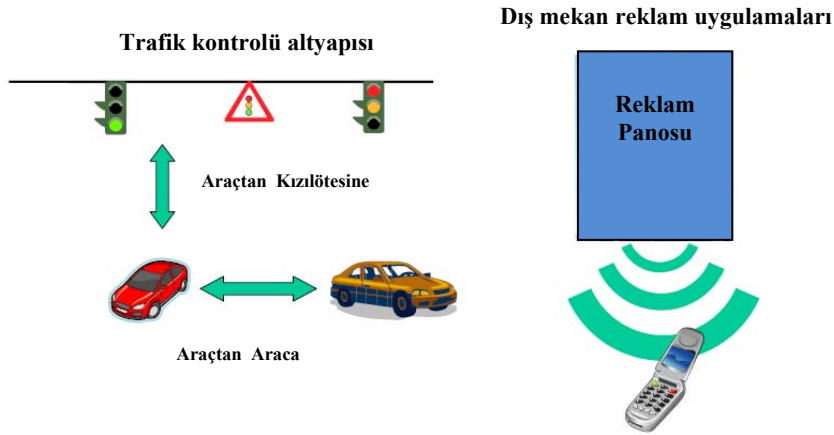 Trafik kontrolü altyapısı
Araçtan Kızılötesine
Araçtan Araca
Dış mekan reklam uygulamaları
Reklam
Panosu